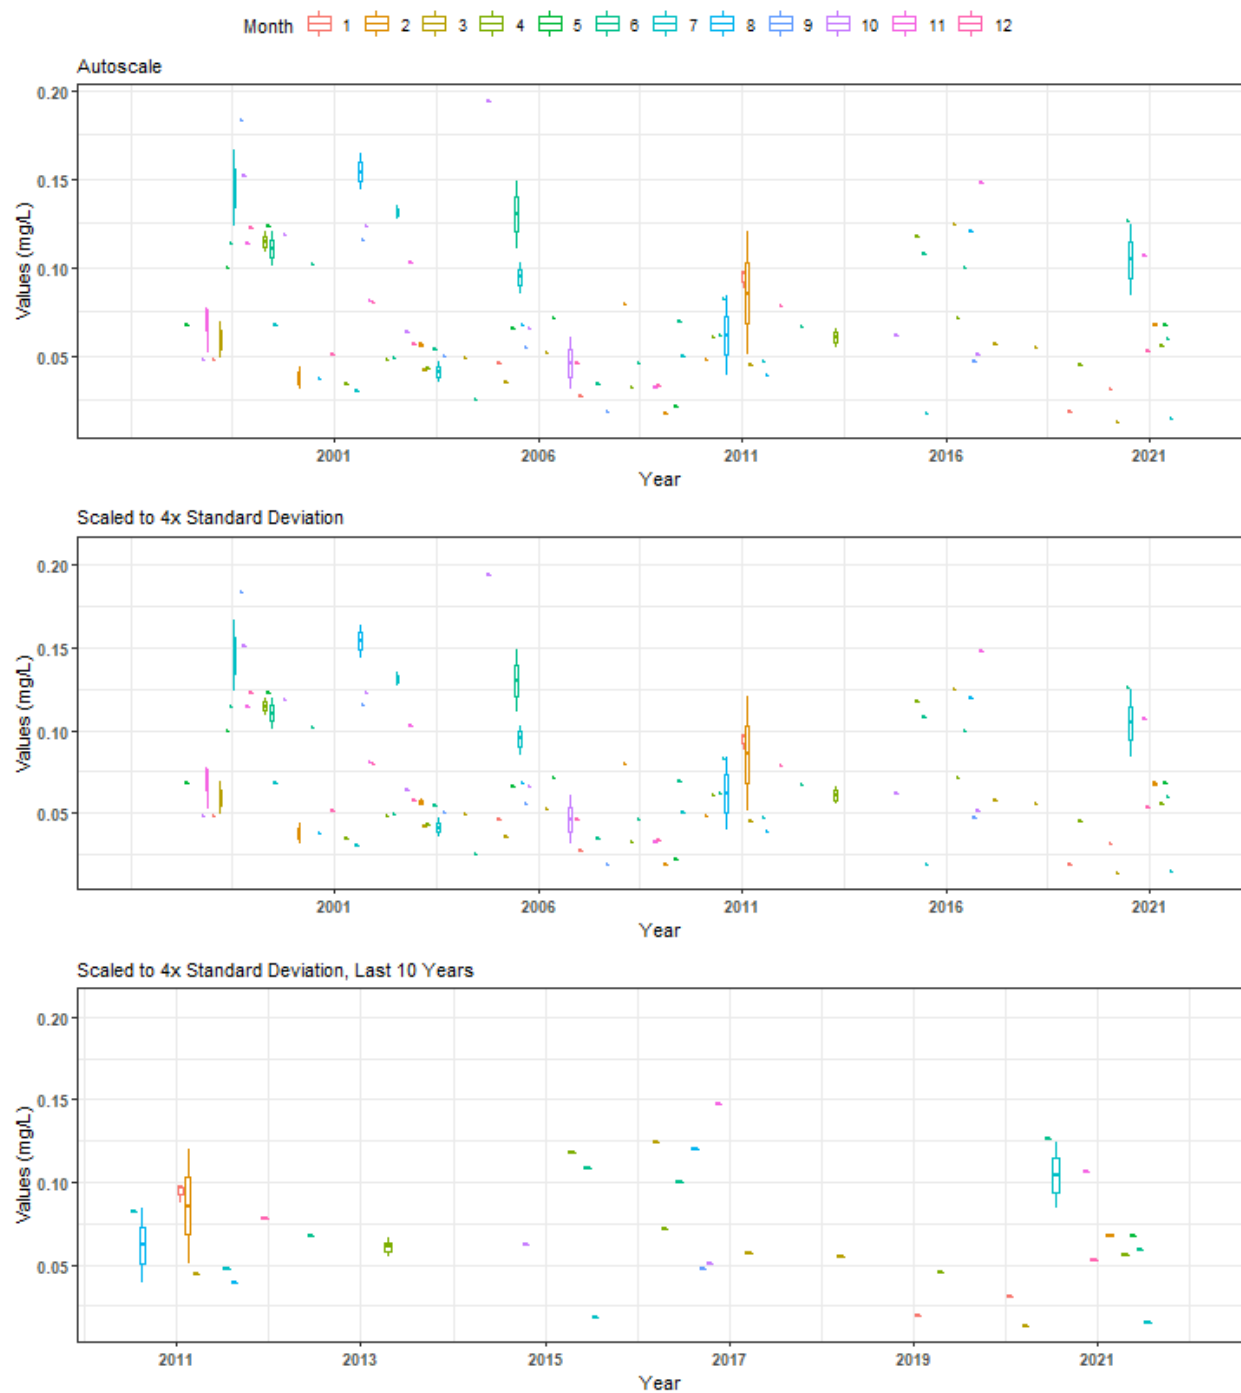 Month 1 2 3 4 5 6 7 8 9 10 11 12
Autoscale
0.20
0.15
0.10
0.05
Values (mg/L)
2001 2006 2011 2016 2021
Year
Scaled to 4x Standard Deviation
0.20
0.15
0.10
0.05
Values (mg/L)
2001 2006 2011 2016 2021
Year
Scaled to 4x Standard Deviation, Last 10 Years
0.20
0.15
0.10
0.05
Values (mg/L)
2011 2013 2015 2017 2019 2021
Year